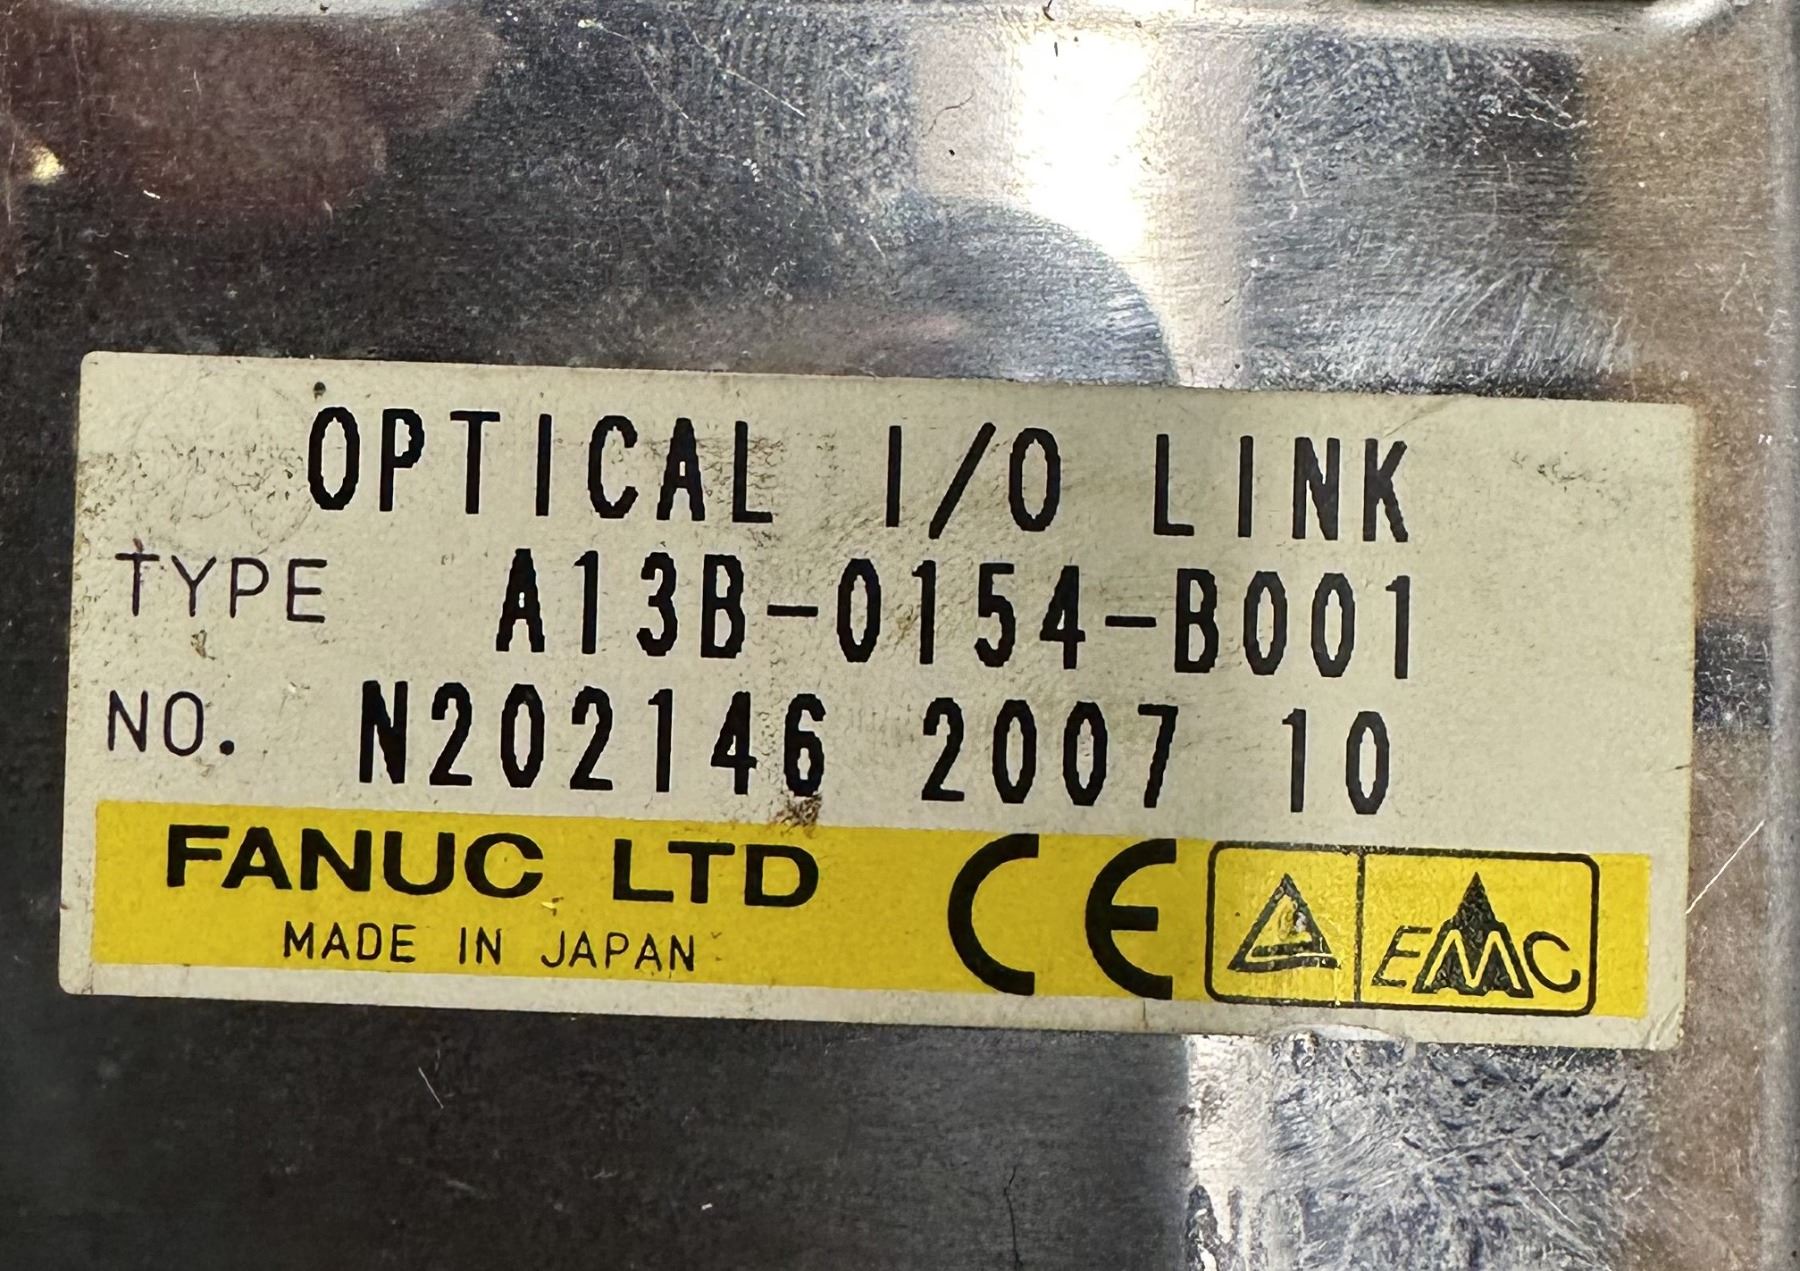 OPTICAL I/O LINK
TYPE A13B-0154-B001
NO. N202146 2007 10
FANUC LTD
MADE IN JAPAN
CE
EMC